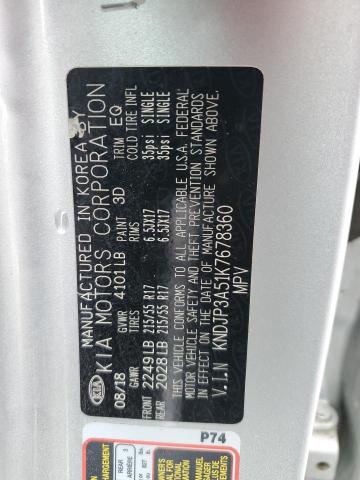 MANUFACTURED IN KOREA BY
KIA KIA MOTORS CORPORATION
08/18 GVWR 4101 LB PAINT 3D TRIM EQ
RIMS COLD TIRE INFL
FRONT 2249 LB 215/55 R17 6.5JX17 35psi SINGLE
REAR 2028 LB 215/55 R17 6.5JX17 35psi SINGLE
THIS VEHICLE CONFORMS TO ALL APPLICABLE U.S.A. FEDERAL
MOTOR VEHICLE SAFETY AND THEFT PREVENTION STANDARDS
IN EFFECT ON THE DATE OF MANUFACTURE SHOWN ABOVE.
V.I.N KNDJP3A51K7678360
MPV
P74
REAR 3
ARRIÈRE